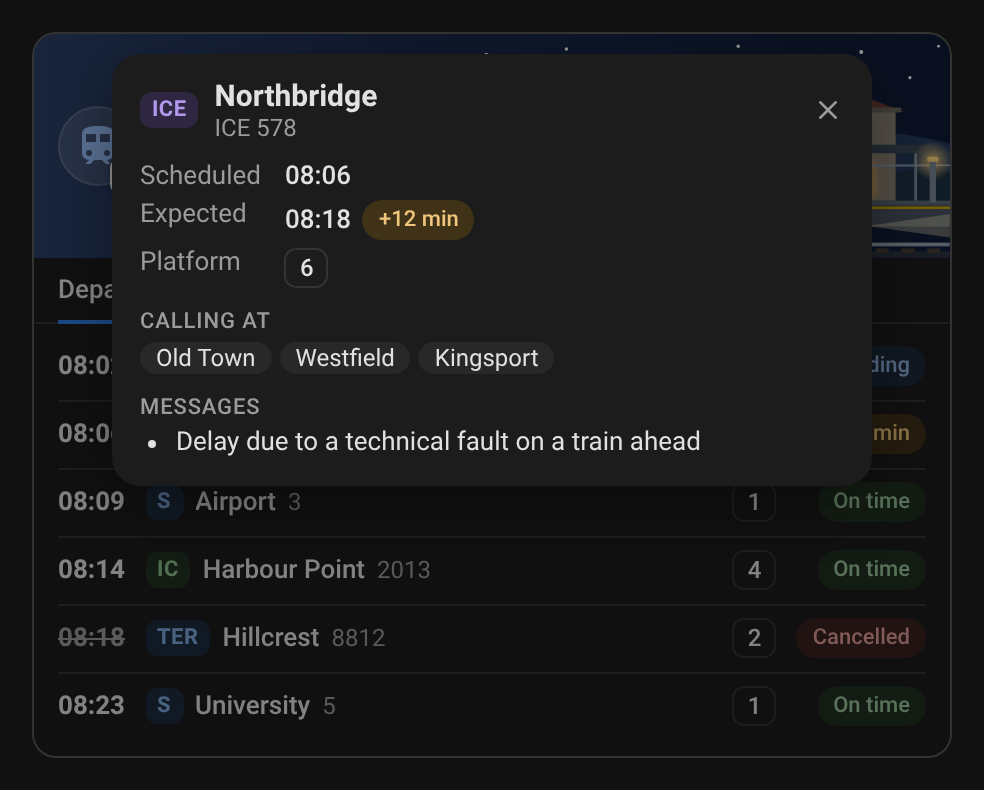 ICE Northbridge
ICE 578
Scheduled 08:06
Expected 08:18 +12 min
Platform 6
CALLING AT
Old Town Westfield Kingsport
MESSAGES
• Delay due to a technical fault on a train ahead
min
08:09 S Airport 3 1 On time
08:14 IC Harbour Point 2013 4 On time
08:18 TER Hillcrest 8812 2 Cancelled
08:23 S University 5 1 On time